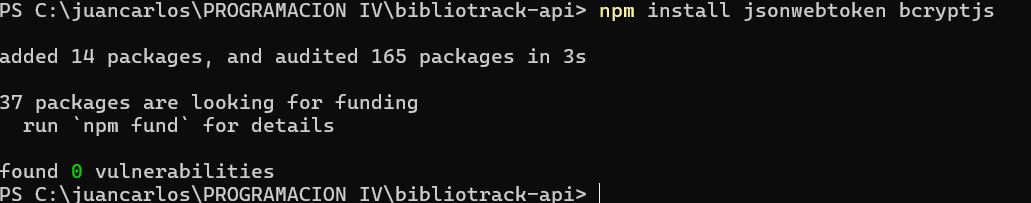 PS C:\juancarlos\PROGRAMACION IV\bibliotrack-api> npm install jsonwebtoken bcryptjs
added 14 packages, and audited 165 packages in 3s
37 packages are looking for funding
  run `npm fund` for details
found 0 vulnerabilities
PS C:\juancarlos\PROGRAMACION IV\bibliotrack-api>